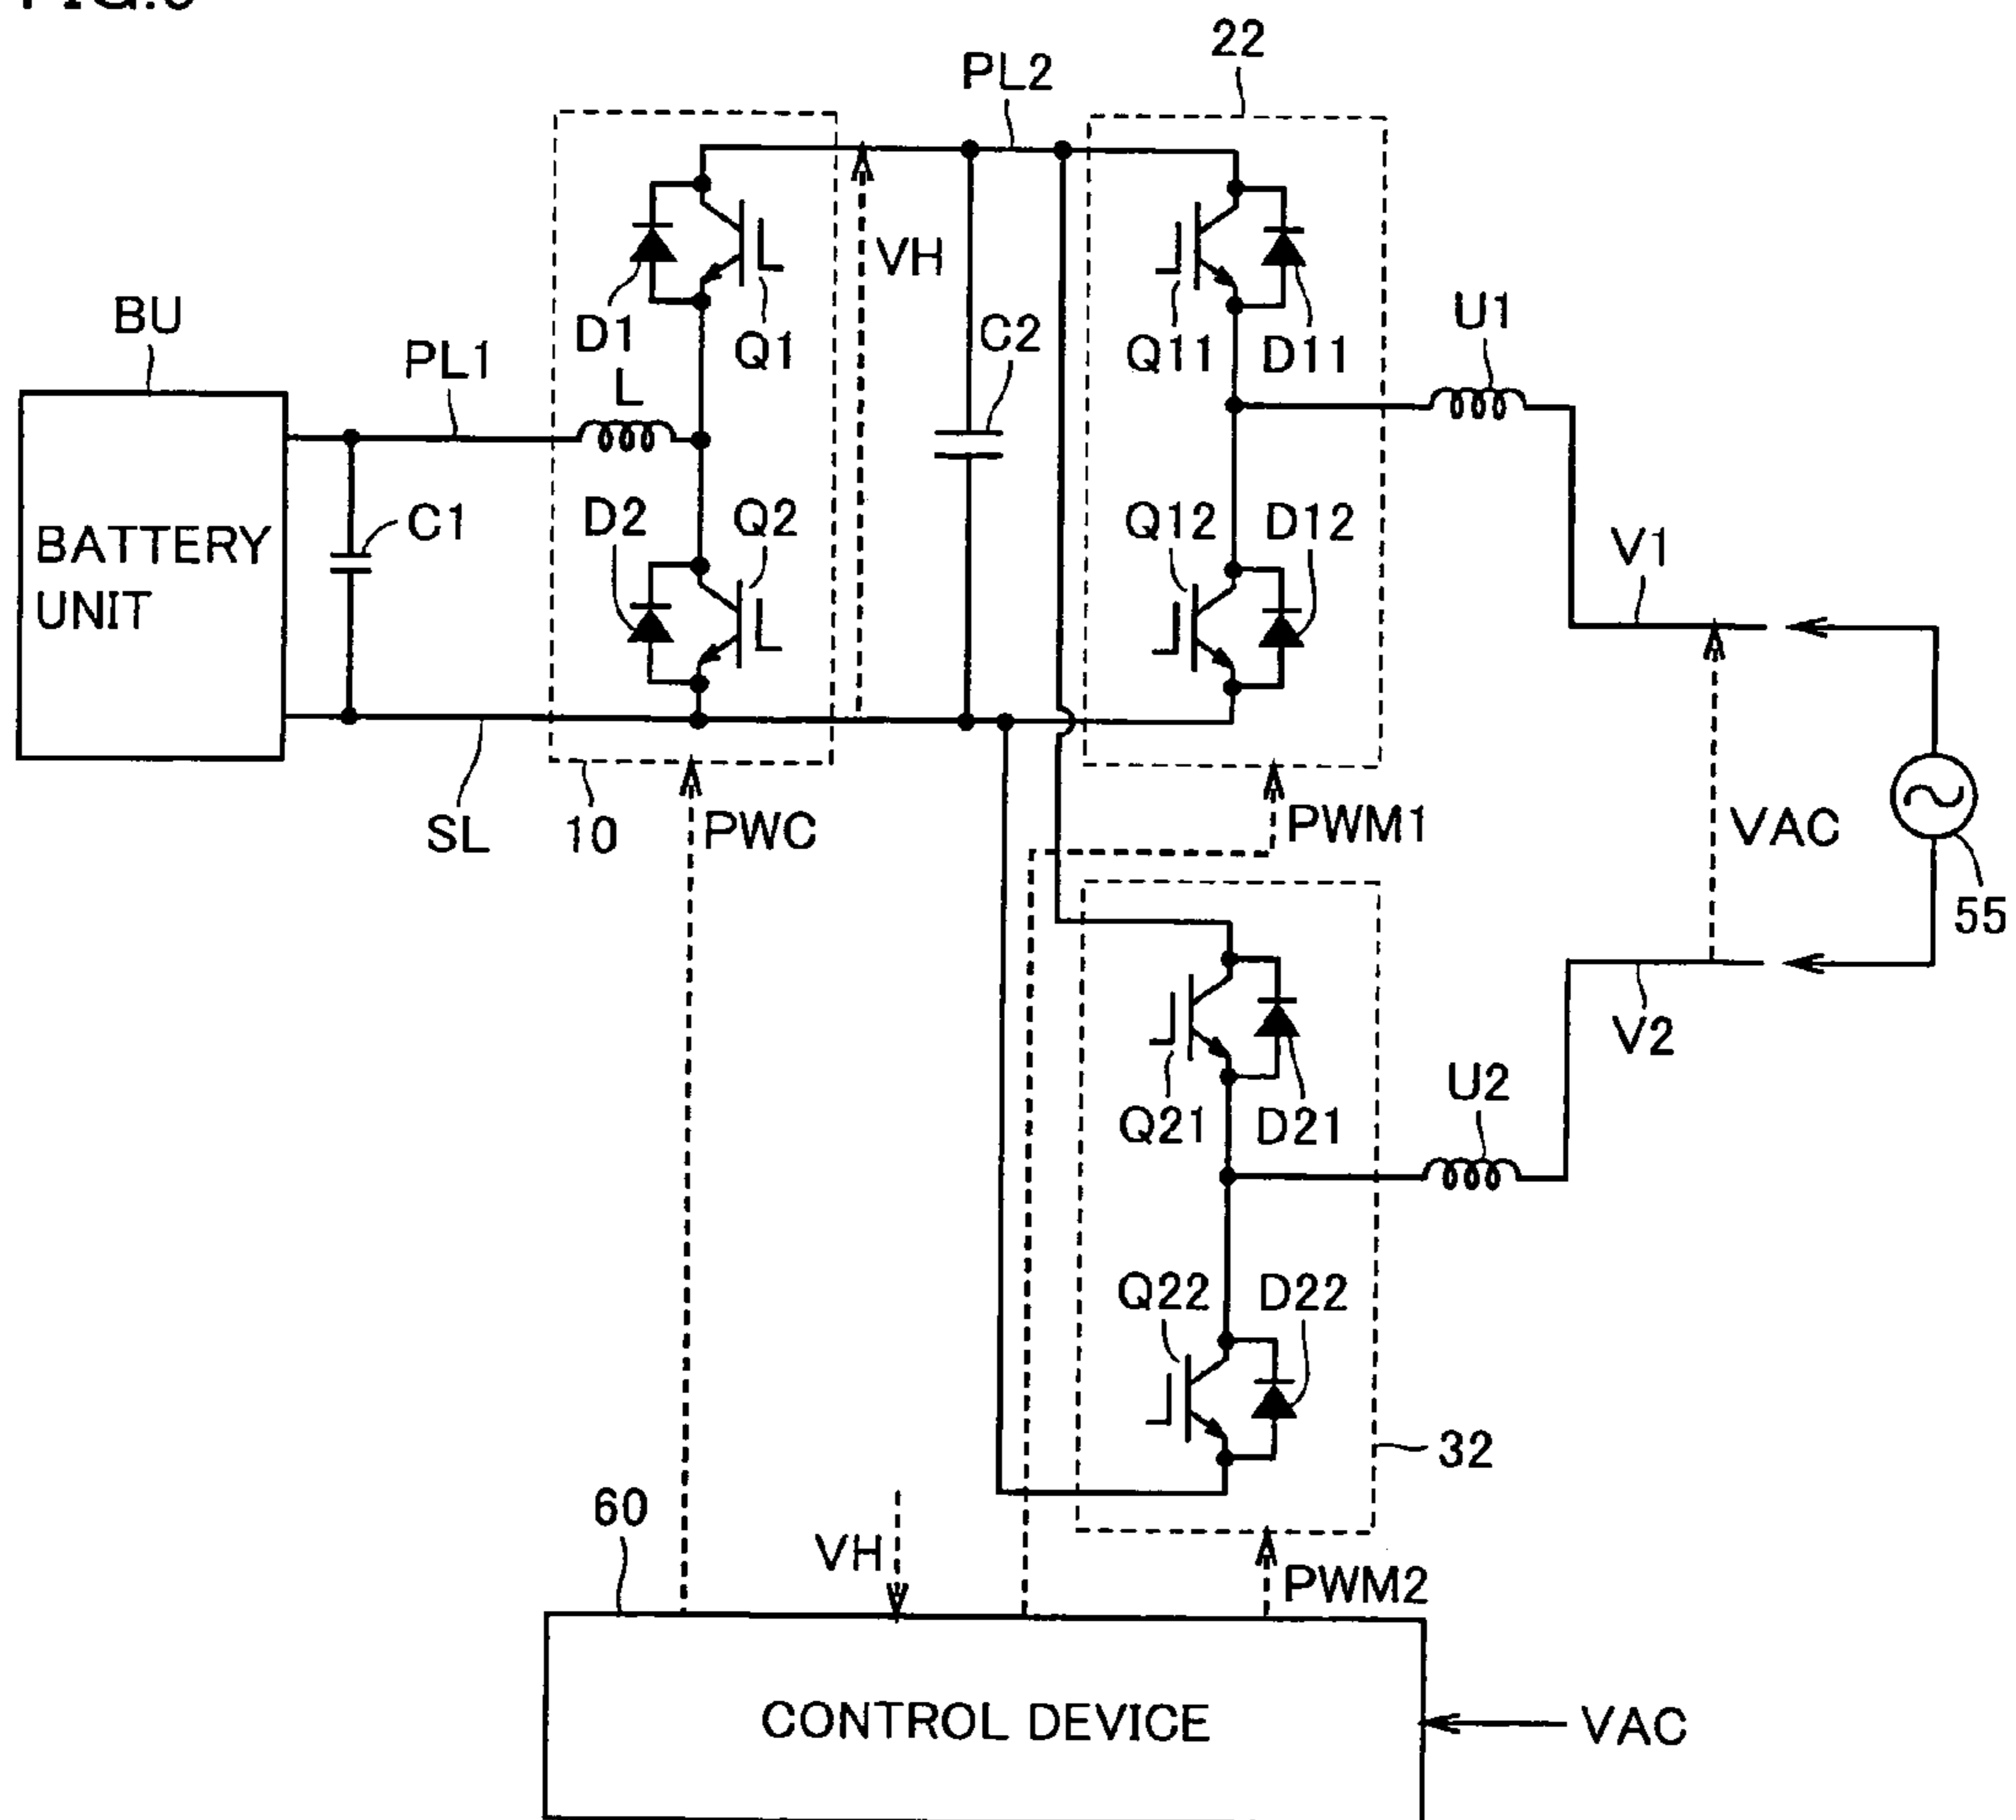 22
PL2
VH
D1
Q1
C2
Q11
D11
U1
BU
PL1
L
BATTERY
UNIT
C1
D2
Q2
Q12
D12
V1
SL
10
PWC
PWM1
VAC
55
V2
Q21
D21
U2
Q22
D22
32
60
VH
PWM2
CONTROL DEVICE
VAC